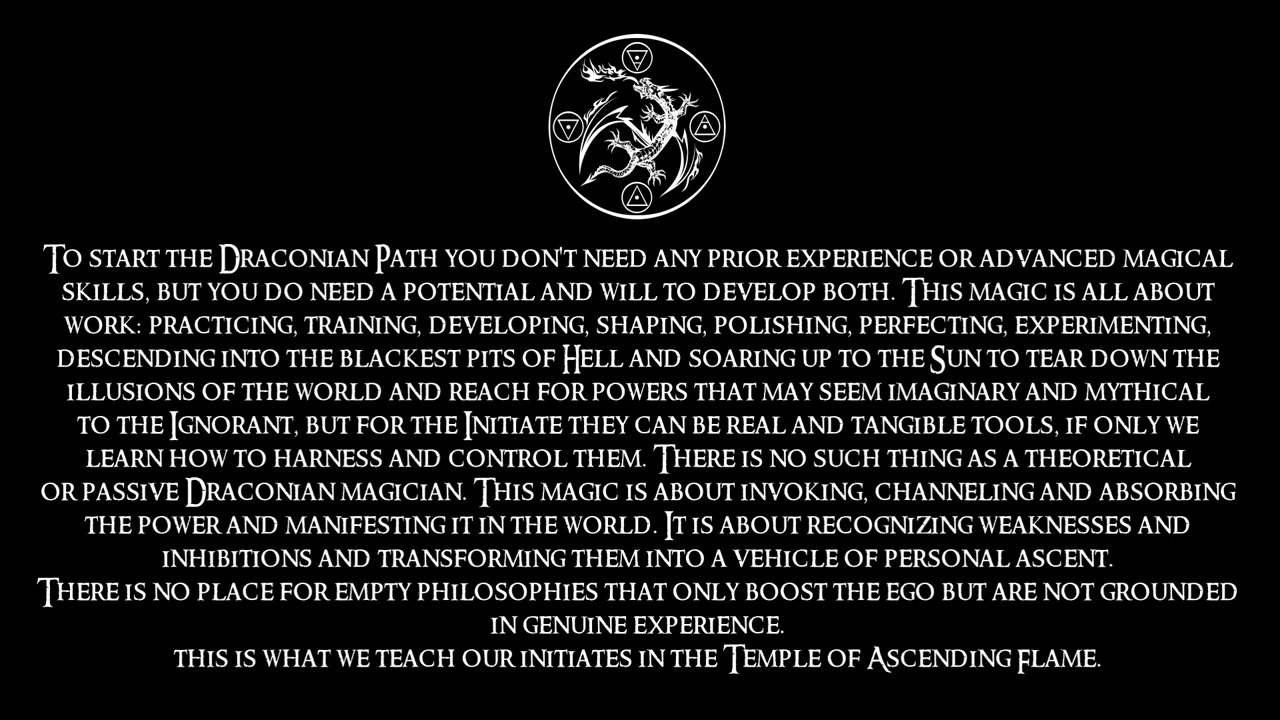 To start the Draconian Path you don't need any prior experience or advanced magical
skills, but you do need a potential and will to develop both. This magic is all about
work: practicing, training, developing, shaping, polishing, perfecting, experimenting,
descending into the blackest pits of Hell and soaring up to the Sun to tear down the
illusions of the world and reach for powers that may seem imaginary and mythical
to the Ignorant, but for the Initiate they can be real and tangible tools, if only we
learn how to harness and control them. There is no such thing as a theoretical
or passive Draconian magician. This magic is about invoking, channeling and absorbing
the power and manifesting it in the world. It is about recognizing weaknesses and
inhibitions and transforming them into a vehicle of personal ascent.
There is no place for empty philosophies that only boost the ego but are not grounded
in genuine experience.
this is what we teach our initiates in the Temple of Ascending Flame.